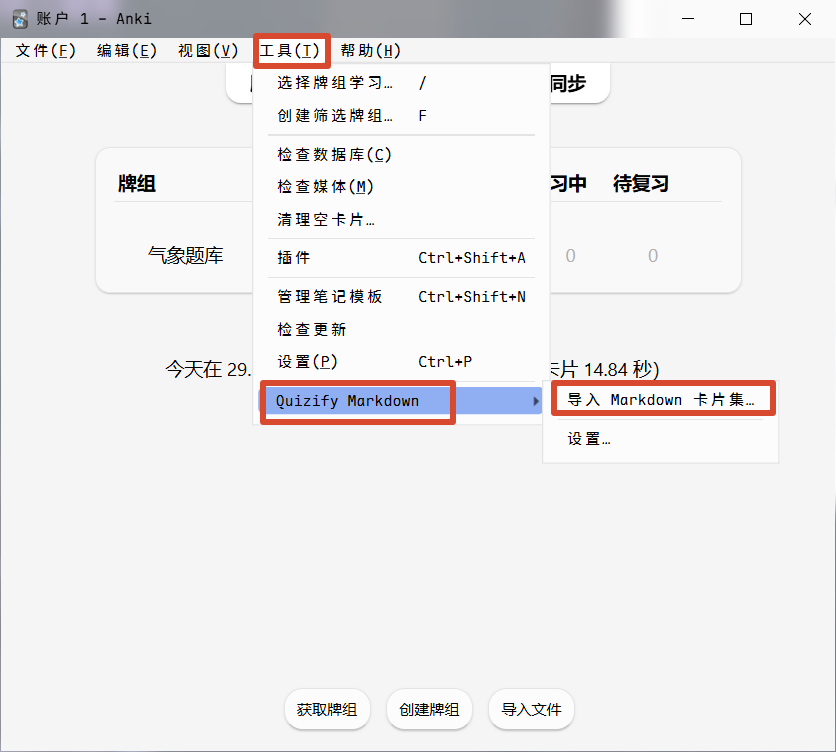 账户 1 - Anki
文件(F) 编辑(E) 视图(V) 工具(T) 帮助(H)
选择牌组学习… /
同步
创建筛选牌组… F
检查数据库(C)
牌组 习中 待复习
检查媒体(M)
清理空卡片…
气象题库 0 0
插件 Ctrl+Shift+A
管理笔记模板 Ctrl+Shift+N
检查更新
设置(P) Ctrl+P
今天在 29. 卡片 14.84 秒)
Quizify Markdown
导入 Markdown 卡片集…
设置…
获取牌组 创建牌组 导入文件